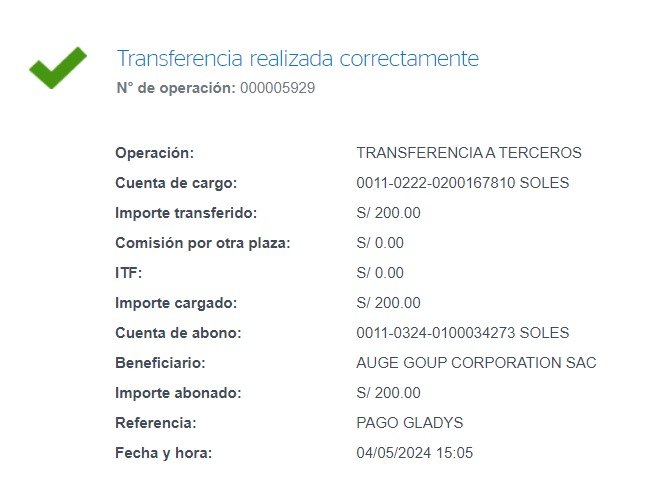 Transferencia realizada correctamente
N° de operación: 000005929
Operación: TRANSFERENCIA A TERCEROS
Cuenta de cargo: 0011-0222-0200167810 SOLES
Importe transferido: S/ 200.00
Comisión por otra plaza: S/ 0.00
ITF: S/ 0.00
Importe cargado: S/ 200.00
Cuenta de abono: 0011-0324-0100034273 SOLES
Beneficiario: AUGE GOUP CORPORATION SAC
Importe abonado: S/ 200.00
Referencia: PAGO GLADYS
Fecha y hora: 04/05/2024 15:05